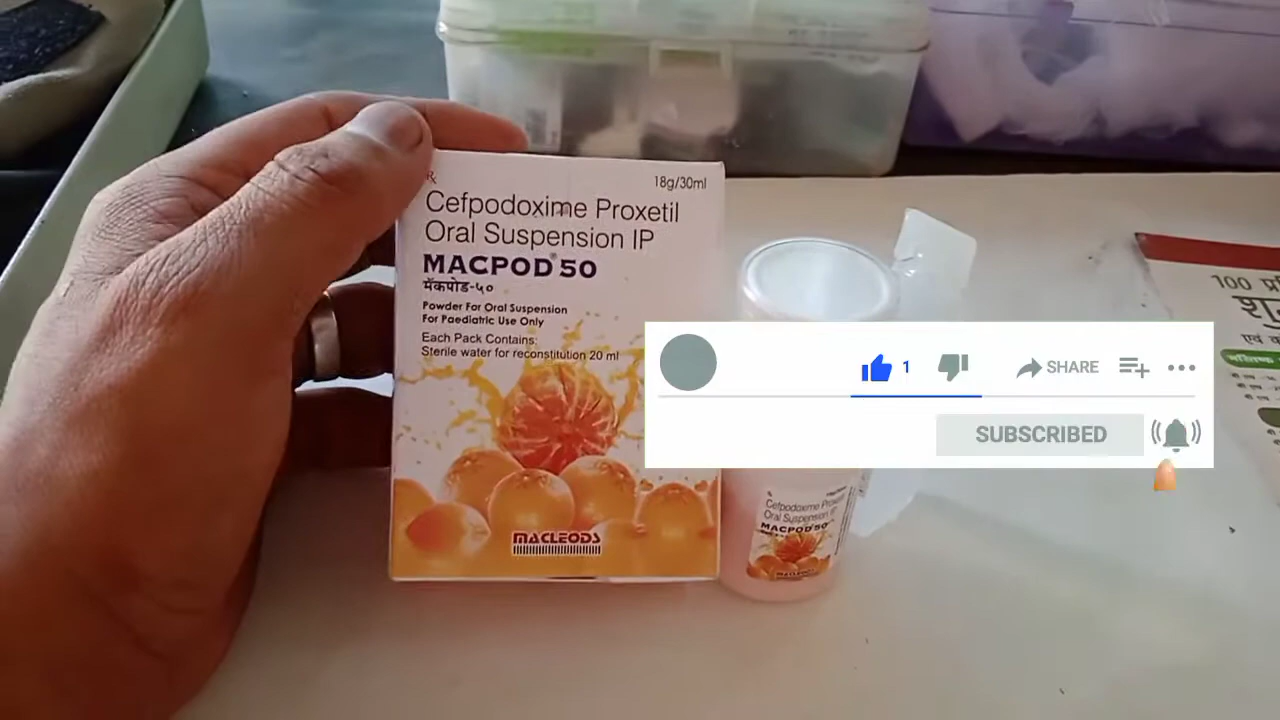 18g/30ml
Cefpodoxime Proxetil
Oral Suspension IP
MACPOD® 50
मॅकपोड-५०
Powder For Oral Suspension
For Paediatric Use Only
Each Pack Contains:
Sterile water for reconstitution 20 ml
MACLEODS
1
SHARE
SUBSCRIBED
Cefpodoxime Proxetil
Oral Suspension IP
MACPOD 50
MACLEODS
100
एवं